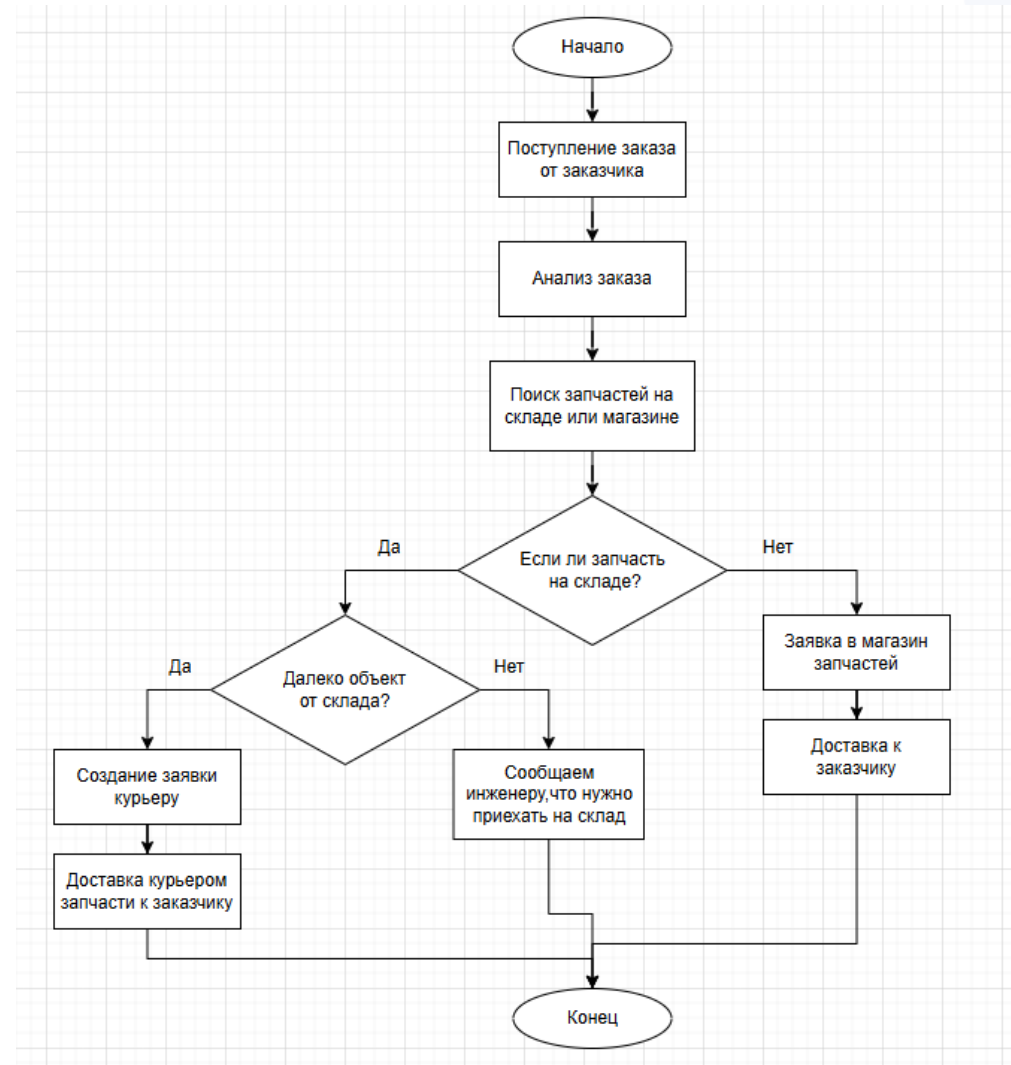 Начало
Поступление заказа
от заказчика
Анализ заказа
Поиск запчастей на
складе или магазине
Если ли запчасть
на складе?
Да
Нет
Далеко объект
от склада?
Да
Нет
Заявка в магазин
запчастей
Доставка к
заказчику
Создание заявки
курьеру
Сообщаем
инженеру,что нужно
приехать на склад
Доставка курьером
запчасти к заказчику
Конец